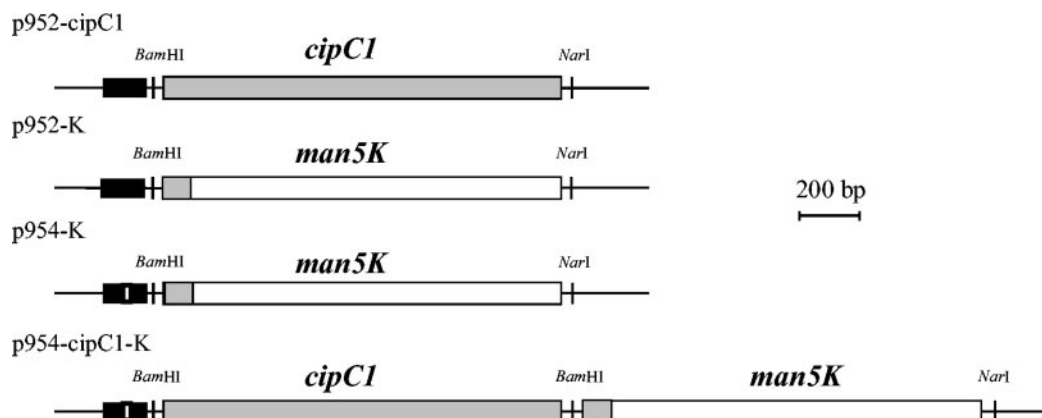 p952-cipC1
BamHI cipC1 NarI
p952-K
BamHI man5K NarI
200 bp
p954-K
BamHI man5K NarI
p954-cipC1-K
BamHI cipC1 BamHI man5K NarI